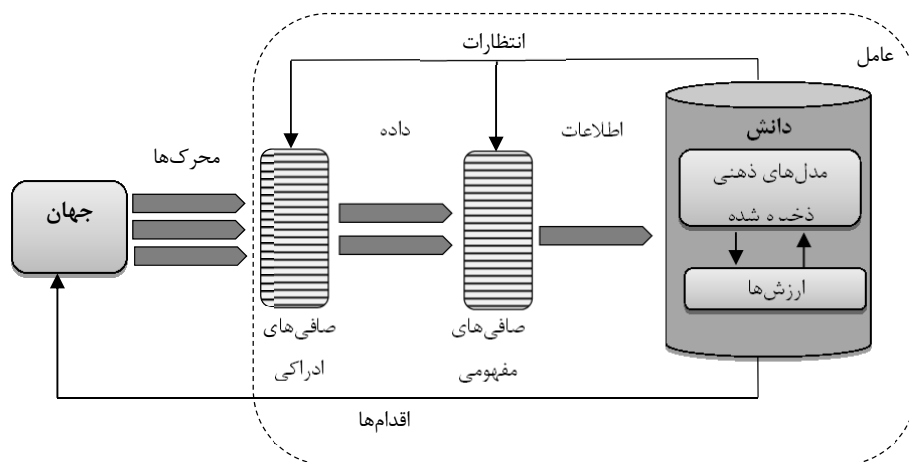 عامل
انتظارات
دانش
اطلاعات
داده
محرک‌ها
جهان
مدل‌های ذهنی
ذخیره شده
ارزش‌ها
صافی‌های
ادراکی
صافی‌های
مفهومی
اقدام‌ها